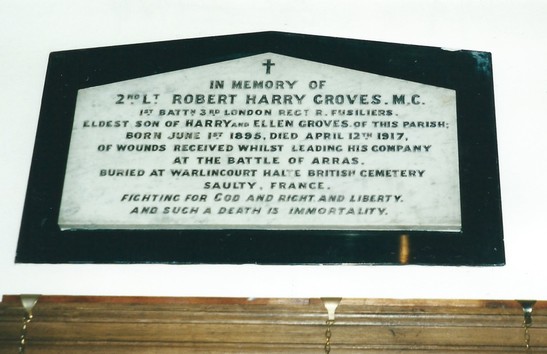 IN MEMORY OF
2ND LT ROBERT HARRY GROVES. M.C.
1ST BATTN 3RD LONDON REGT R. FUSILIERS.
ELDEST SON OF HARRY AND ELLEN GROVES, OF THIS PARISH;
BORN JUNE 1ST 1895, DIED APRIL 12TH 1917,
OF WOUNDS RECEIVED WHILST LEADING HIS COMPANY
AT THE BATTLE OF ARRAS.
BURIED AT WARLINCOURT HALTE BRITISH CEMETERY
SAULTY, FRANCE.
FIGHTING FOR GOD AND RIGHT AND LIBERTY.
AND SUCH A DEATH IS IMMORTALITY.